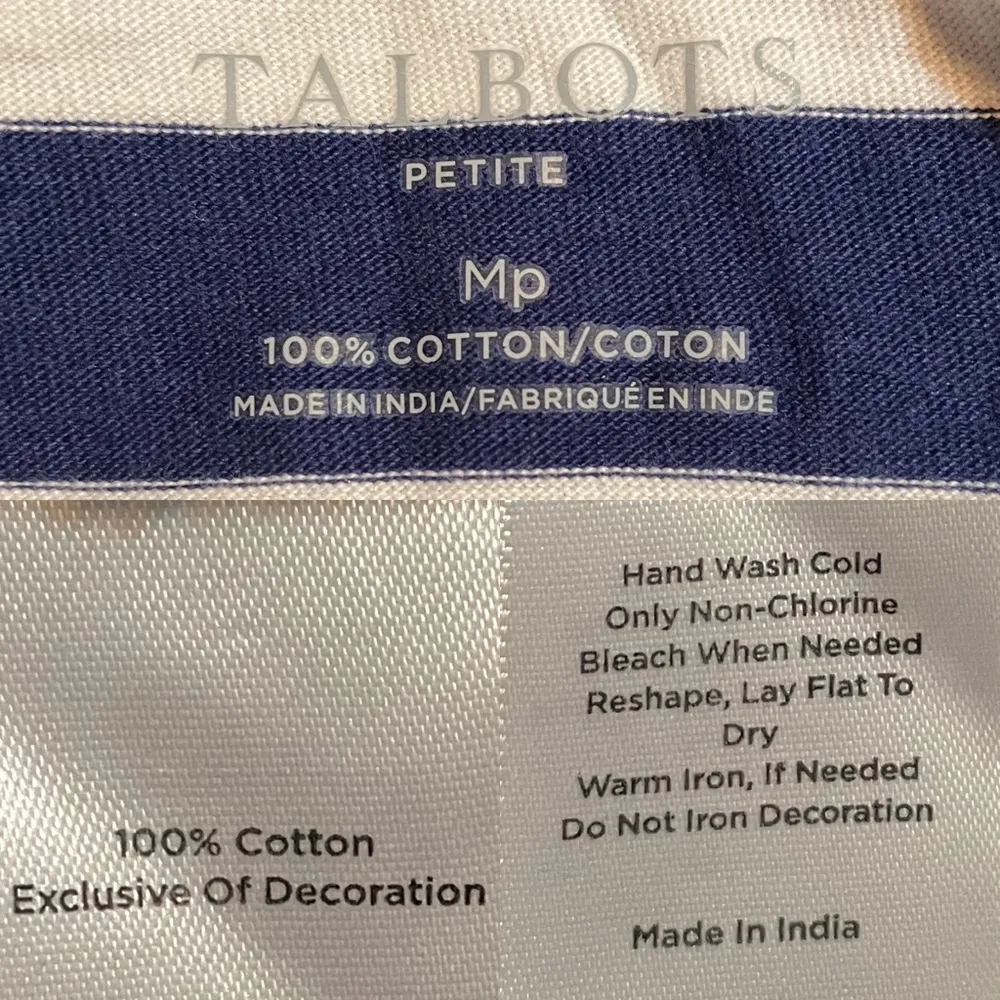 TALBOTS
PETITE
Mp
100% COTTON/COTON
MADE IN INDIA/FABRIQUÉ EN INDE
100% Cotton
Exclusive Of Decoration
Hand Wash Cold
Only Non-Chlorine
Bleach When Needed
Reshape, Lay Flat To
Dry
Warm Iron, If Needed
Do Not Iron Decoration
Made In India